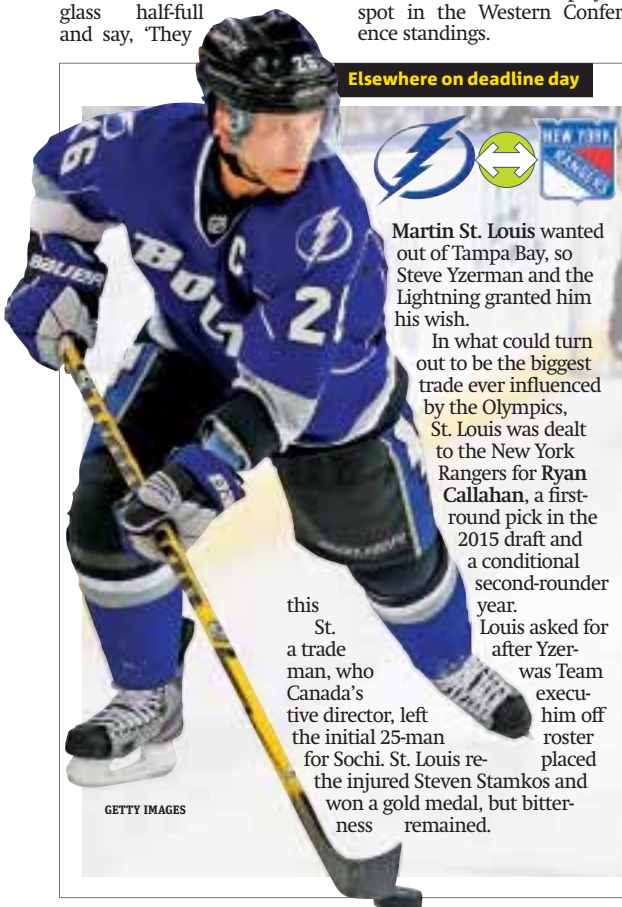 glass half-full
and say, ‘They
spot in the Western Confer
ence standings.
Elsewhere on deadline day
NEW YORK
RANGERS
26
26
BAUER
BOLT
C
2
Martin St. Louis wanted
out of Tampa Bay, so
Steve Yzerman and the
Lightning granted him
his wish.
In what could turn
out to be the biggest
trade ever influenced
by the Olympics,
St. Louis was dealt
to the New York
Rangers for Ryan
Callahan, a first-
round pick in the
2015 draft and
a conditional
second-rounder
this year.
St. Louis asked for
a trade after Yzer-
man, who was Team
Canada’s execu-
tive director, left him off
the initial 25-man roster
for Sochi. St. Louis re- placed
the injured Steven Stamkos and
won a gold medal, but bitter-
ness remained.
GETTY IMAGES